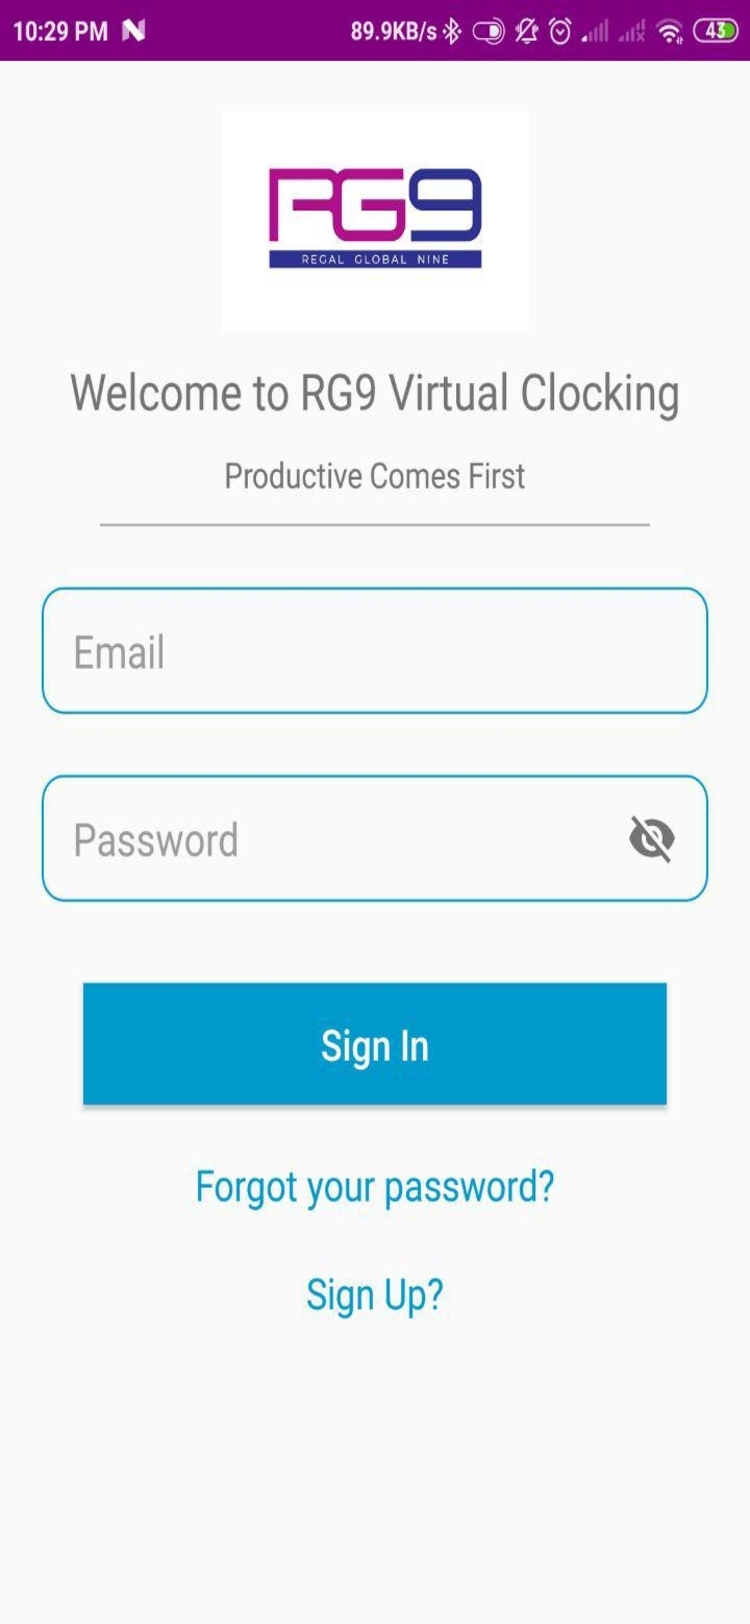 10:29 PM
89.9KB/s
43
RG9
REGAL GLOBAL NINE
Welcome to RG9 Virtual Clocking
Productive Comes First
Email
Password
Sign In
Forgot your password?
Sign Up?